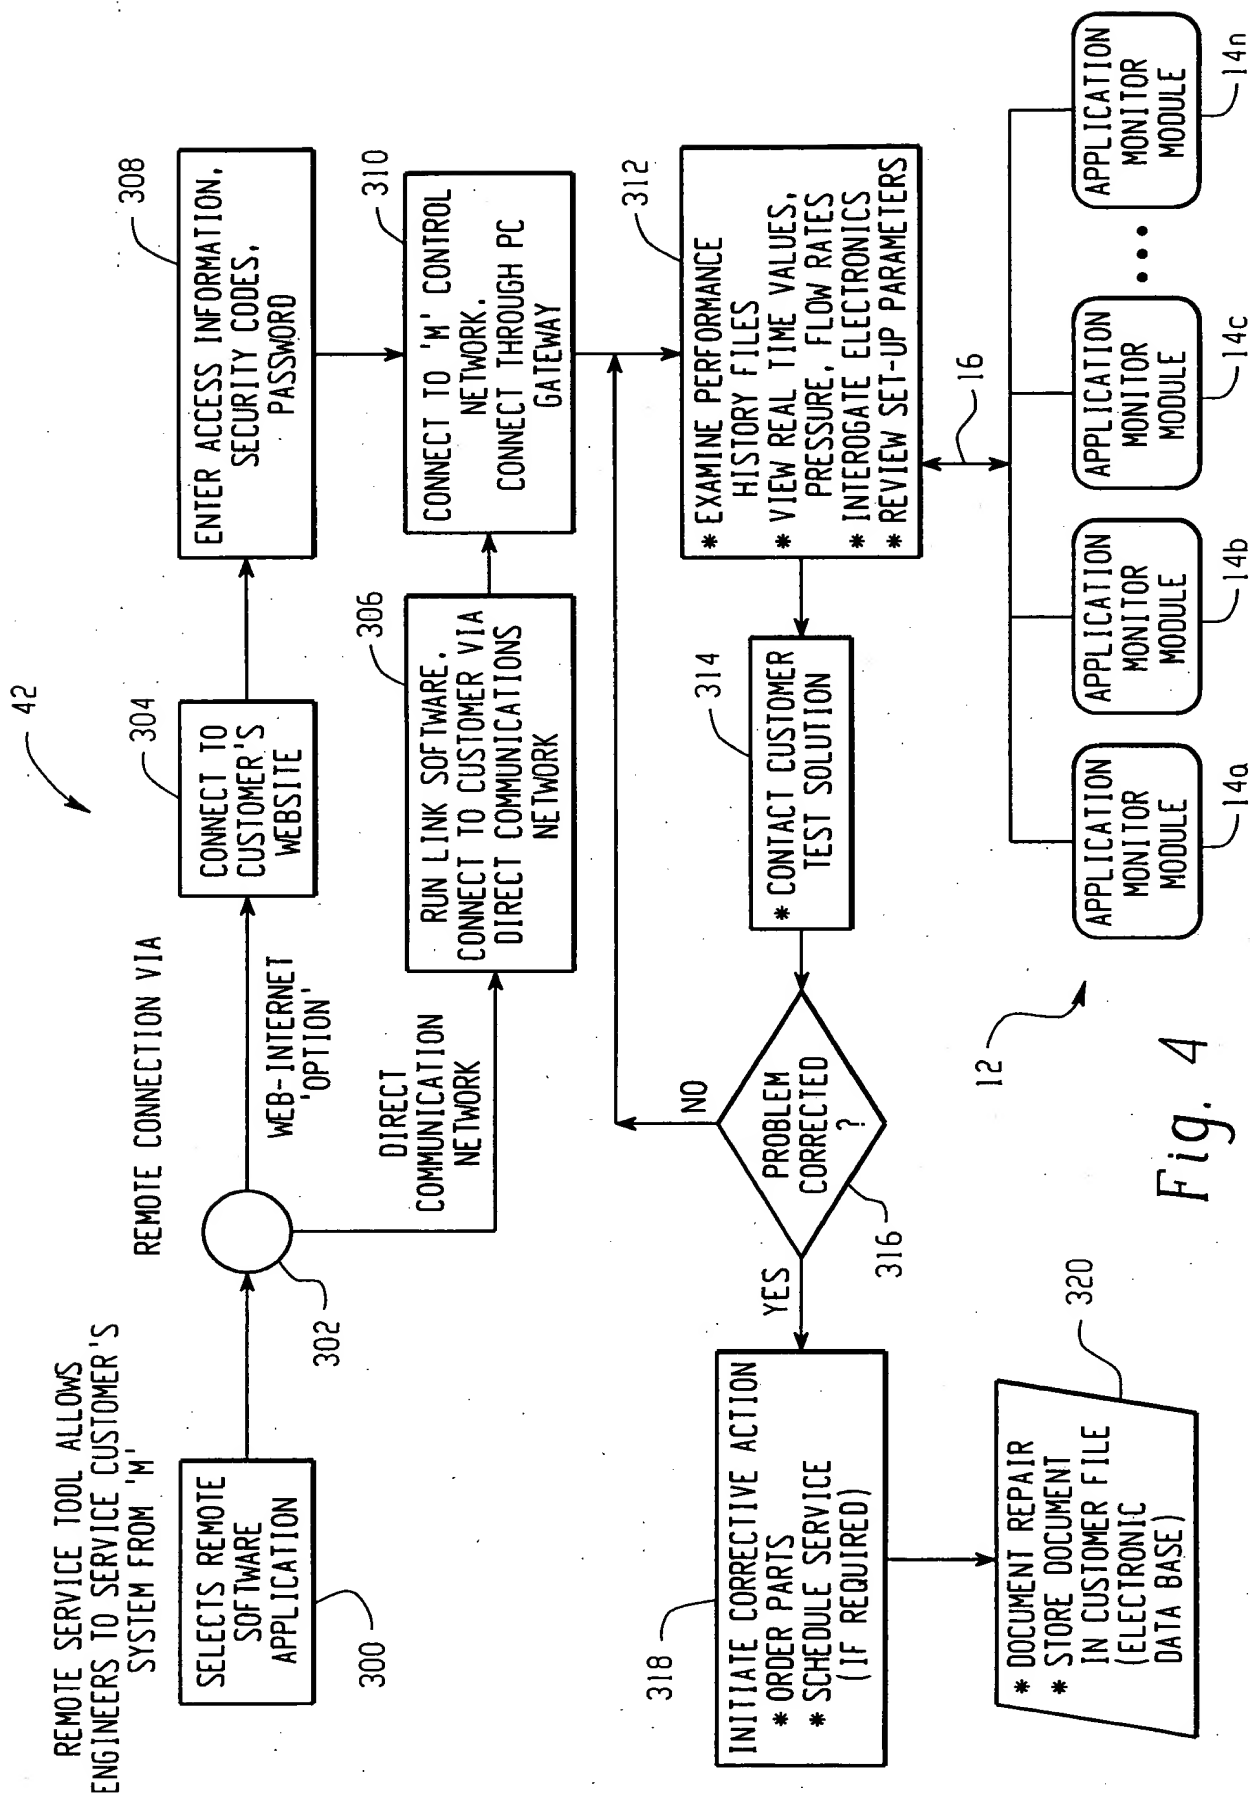 42
REMOTE SERVICE TOOL ALLOWS
ENGINEERS TO SERVICE CUSTOMER'S
SYSTEM FROM 'M'
SELECTS REMOTE
SOFTWARE
APPLICATION
300
302
REMOTE CONNECTION VIA
WEB-INTERNET
'OPTION'
DIRECT
COMMUNICATION
NETWORK
CONNECT TO
CUSTOMER'S
WEBSITE
304
RUN LINK SOFTWARE.
CONNECT TO CUSTOMER VIA
DIRECT COMMUNICATIONS
NETWORK
306
ENTER ACCESS INFORMATION,
SECURITY CODES,
PASSWORD
308
CONNECT TO 'M' CONTROL
NETWORK.
CONNECT THROUGH PC
GATEWAY
310
* EXAMINE PERFORMANCE
HISTORY FILES
* VIEW REAL TIME VALUES,
PRESSURE, FLOW RATES
* INTEROGATE ELECTRONICS
* REVIEW SET-UP PARAMETERS
312
* CONTACT CUSTOMER
TEST SOLUTION
314
PROBLEM
CORRECTED
?
316
NO
YES
INITIATE CORRECTIVE ACTION
* ORDER PARTS
* SCHEDULE SERVICE
(IF REQUIRED)
318
* DOCUMENT REPAIR
* STORE DOCUMENT
IN CUSTOMER FILE
(ELECTRONIC
DATA BASE)
320
16
12
APPLICATION
MONITOR
MODULE
14a
APPLICATION
MONITOR
MODULE
14b
APPLICATION
MONITOR
MODULE
14c
• • • •
APPLICATION
MONITOR
MODULE
14n
Fig. 4